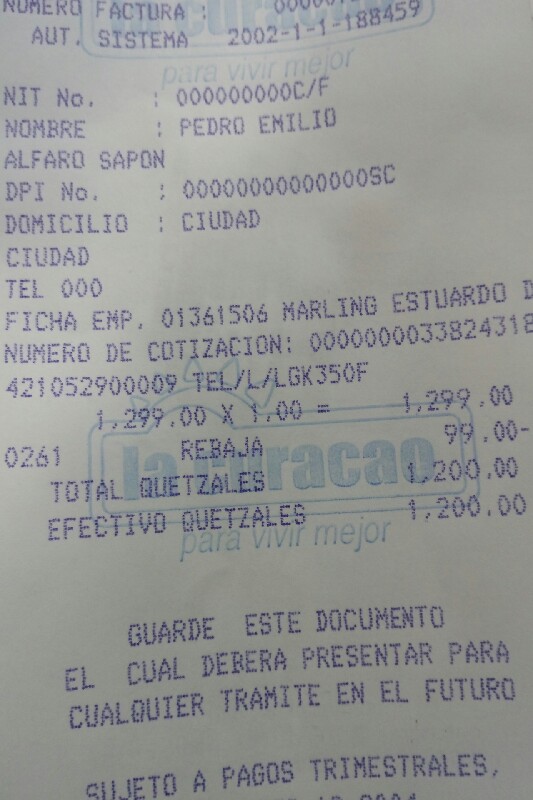 NUMERO FACTURA :
AUT. SISTEMA 2002-1-1-188459
para vivir mejor
NIT No. : 000000000C/F
NOMBRE : PEDRO EMILIO
ALFARO SAPON
DPI No. : 00000000000000SC
DOMICILIO : CIUDAD
CIUDAD
TEL 000
FICHA EMP. 01361506 MARLING ESTUARDO D
NUMERO DE COTIZACION: 0000000033824318
421052900009 TEL/L/LGK350F
1,299.00 X 1.00 = 1,299.00
0261 REBAJA 99.00-
la curacao
TOTAL QUETZALES 1,200.00
EFECTIVO QUETZALES 1,200.00
para vivir mejor
GUARDE ESTE DOCUMENTO
EL CUAL DEBERA PRESENTAR PARA
CUALQUIER TRAMITE EN EL FUTURO
SUJETO A PAGOS TRIMESTRALES,